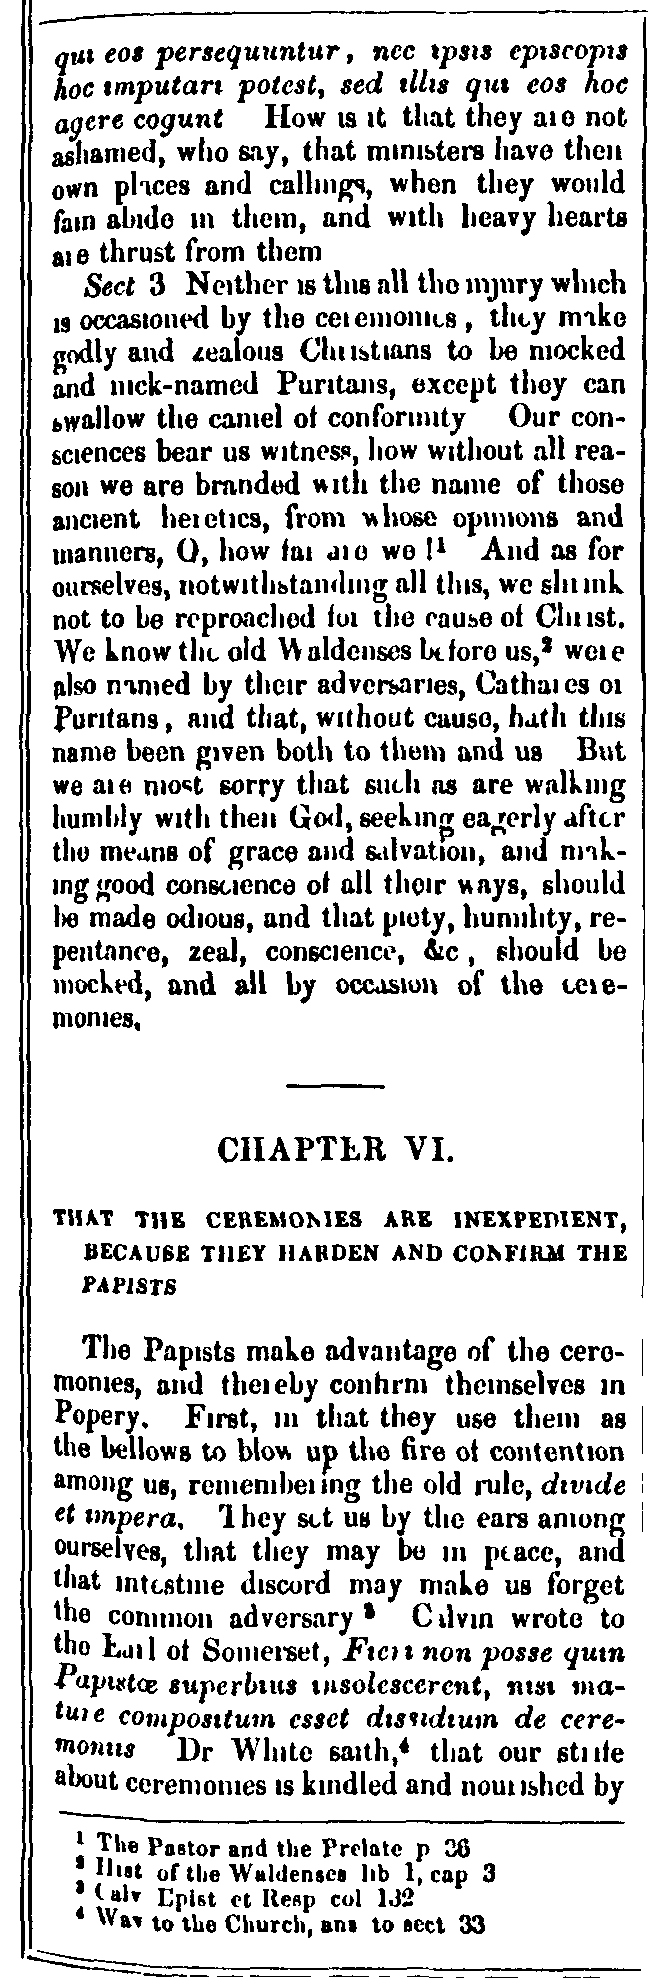 qui eos persequuntur, nec ipsis episcopis
hoc imputari potest, sed illis qui eos hoc
agere cogunt How is it that they are not
ashamed, who say, that ministers have their
own places and callings, when they would
fain abide in them, and with heavy hearts
are thrust from them
Sect 3 Neither is this all the injury which
is occasioned by the ceremonies, they make
godly and zealous Christians to be mocked
and nick-named Puritans, except they can
swallow the camel of conformity Our con-
sciences bear us witness, how without all rea-
son we are branded with the name of those
ancient heretics, from whose opinions and
manners, O, how far are we!¹ And as for
ourselves, notwithstanding all this, we shrink
not to be reproached for the cause of Christ.
We know the old Waldenses before us,² were
also named by their adversaries, Cathares or
Puritans, and that, without cause, hath this
name been given both to them and us But
we are most sorry that such as are walking
humbly with their God, seeking eagerly after
the means of grace and salvation, and mak-
ing good conscience of all their ways, should
be made odious, and that piety, humility, re-
pentance, zeal, conscience, &c, should be
mocked, and all by occasion of the cere-
monies.
CHAPTER VI.
THAT THE CEREMONIES ARE INEXPEDIENT,
BECAUSE THEY HARDEN AND CONFIRM THE
PAPISTS
The Papists make advantage of the cere-
monies, and thereby confirm themselves in
Popery. First, in that they use them as
the bellows to blow up the fire of contention
among us, remembering the old rule, divide
et impera. They set us by the ears among
ourselves, that they may be in peace, and
that intestine discord may make us forget
the common adversary ³ Calvin wrote to
the Earl of Somerset, Fieri non posse quin
Papistæ superbius insolescerent, nisi ma-
ture compositum esset dissidium de cere-
moniis Dr White saith,⁴ that our strife
about ceremonies is kindled and nourished by
¹ The Pastor and the Prelate p 36
² Hist of the Waldenses lib 1, cap 3
³ Calv Epist et Resp col 132
⁴ Way to the Church, ans to sect 33